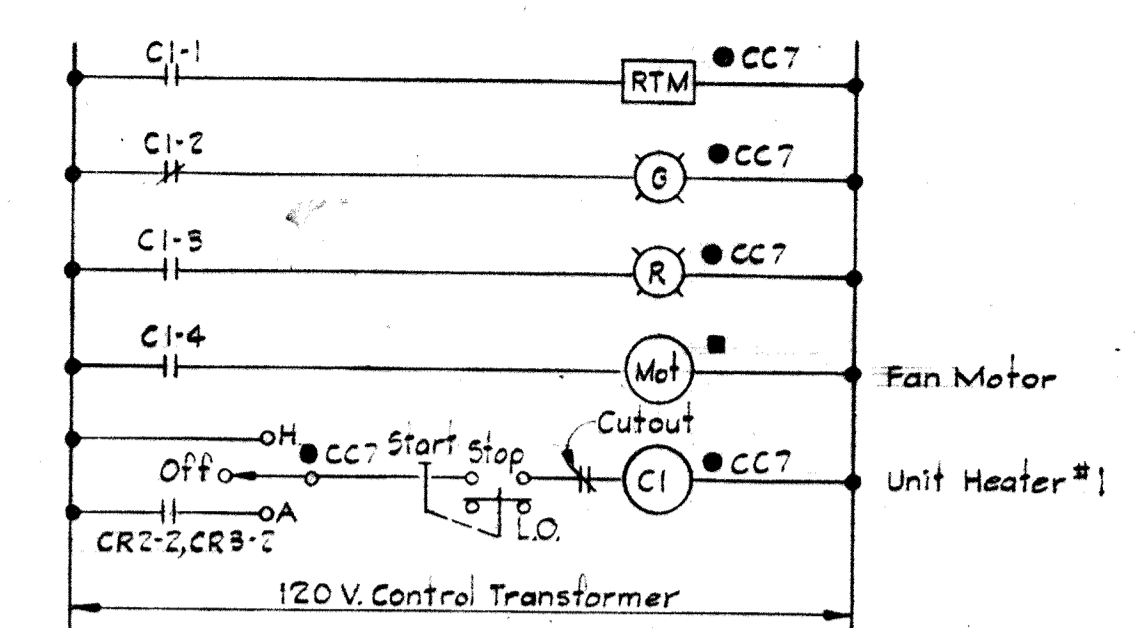 C1-1
RTM
CC7
C1-2
G
CC7
C1-3
R
CC7
C1-4
Mot
Fan Motor
H
Cutout
Off
CC7
Start
Stop
C1
CC7
Unit Heater #1
A
L.O.
CR2-2, CR3-2
120 V. Control Transformer